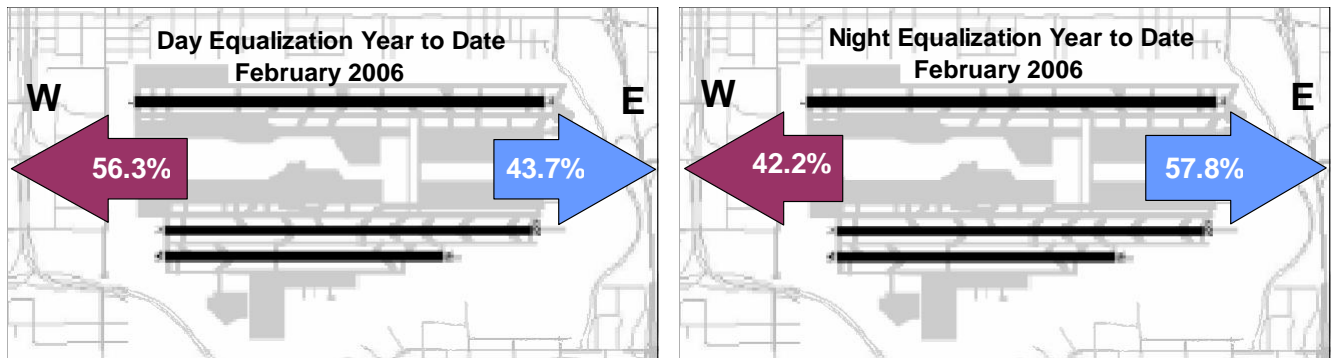 Day Equalization Year to Date
February 2006
W
E
56.3%
43.7%
Night Equalization Year to Date
February 2006
W
E
42.2%
57.8%